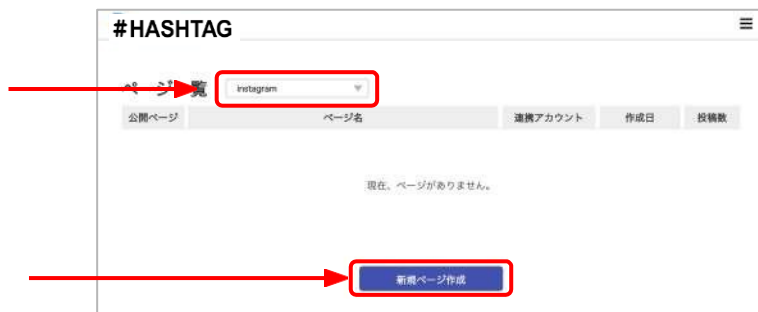 #HASHTAG
ページ一覧
instagram
公開ページ ページ名 連携アカウント 作成日 投稿数
現在、ページがありません。
新規ページ作成